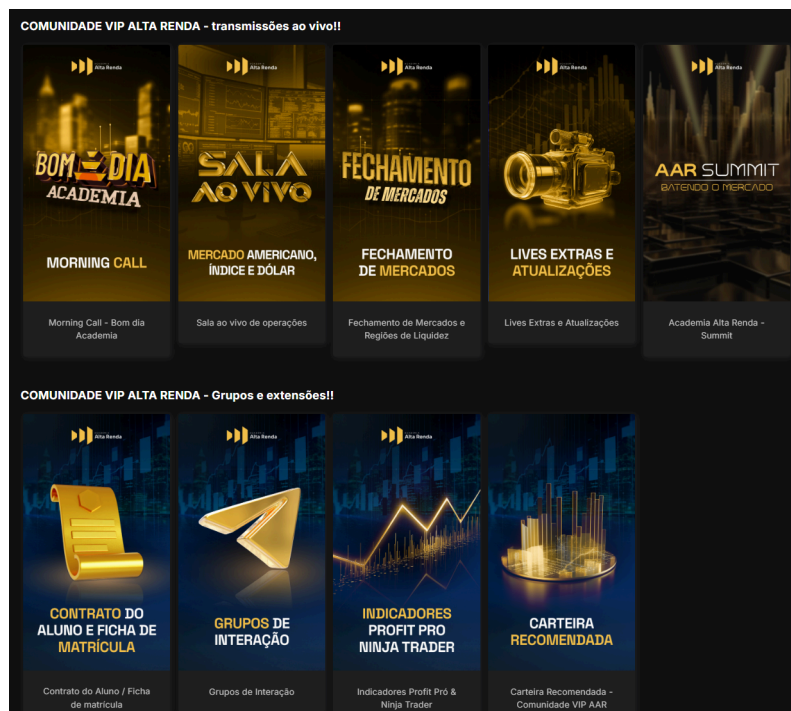 COMUNIDADE VIP ALTA RENDA - transmissões ao vivo!!
Alta Renda
BOM DIA
ACADEMIA
MORNING CALL
Morning Call - Bom dia
Academia
Alta Renda
SALA
AO VIVO
MERCADO AMERICANO,
ÍNDICE E DÓLAR
Sala ao vivo de operações
Alta Renda
FECHAMENTO
DE MERCADOS
FECHAMENTO
DE MERCADOS
Fechamento de Mercados e
Regiões de Liquidez
Alta Renda
LIVES EXTRAS E
ATUALIZAÇÕES
Lives Extras e Atualizações
Alta Renda
AAR SUMMIT
BATENDO O MERCADO
Academia Alta Renda -
Summit
COMUNIDADE VIP ALTA RENDA - Grupos e extensões!!
Alta Renda
CONTRATO DO
ALUNO E FICHA DE
MATRÍCULA
Contrato do Aluno / Ficha
de matrícula
Alta Renda
GRUPOS DE
INTERAÇÃO
Grupos de Interação
Alta Renda
INDICADORES
PROFIT PRO
NINJA TRADER
Indicadores Profit Pró &
Ninja Trader
CARTEIRA
RECOMENDADA
Carteira Recomendada -
Comunidade VIP AAR